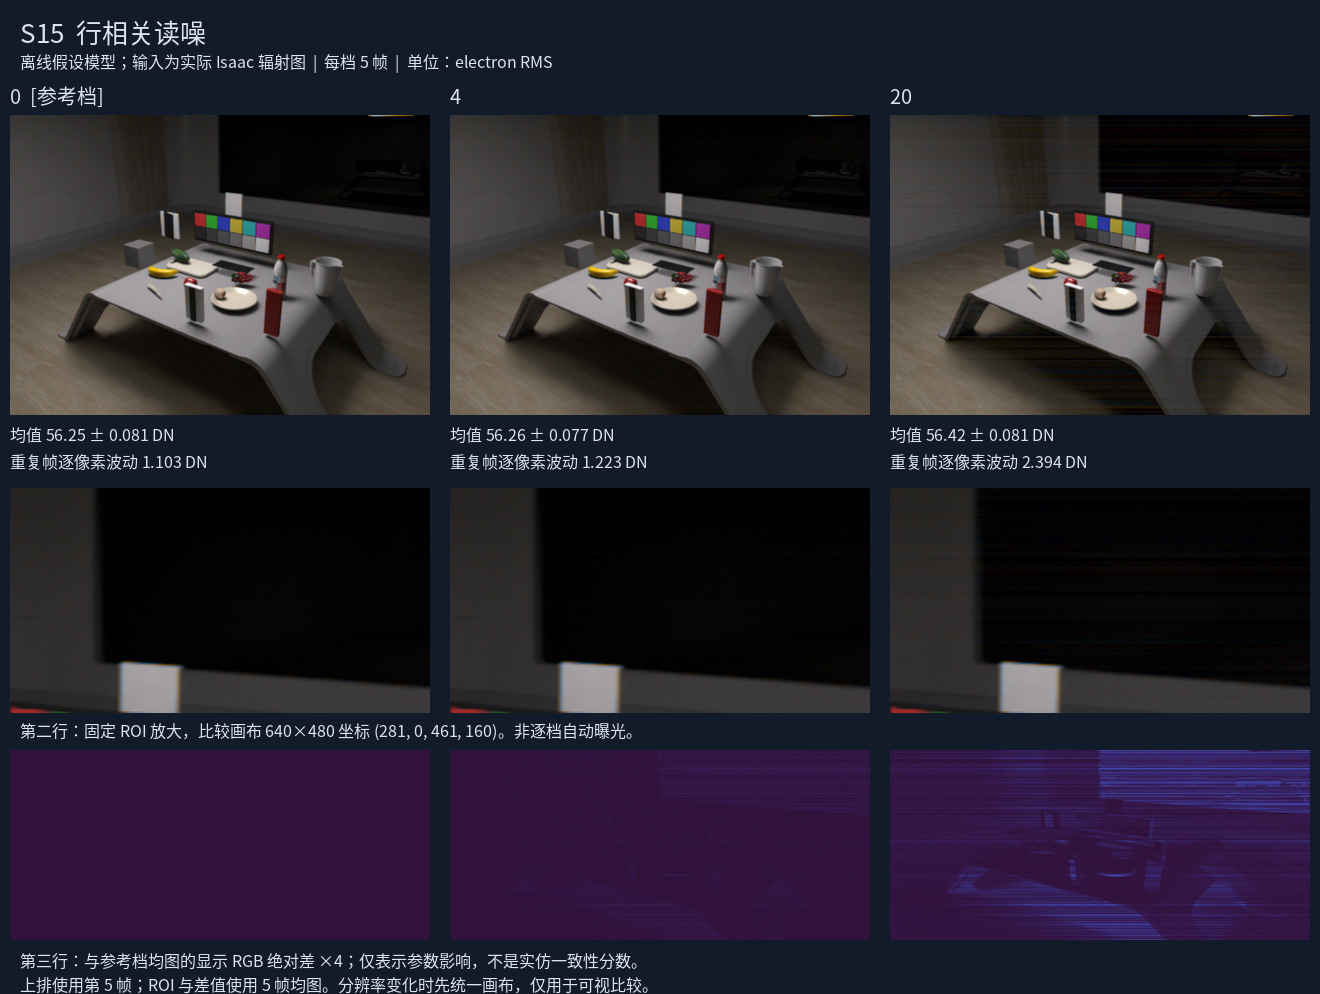 S15 行相关读噪
离线假设模型；输入为实际 Isaac 辐射图 | 每档 5 帧 | 单位：electron RMS
0 [参考档]
4
20
均值 56.25 ± 0.081 DN
均值 56.26 ± 0.077 DN
均值 56.42 ± 0.081 DN
重复帧逐像素波动 1.103 DN
重复帧逐像素波动 1.223 DN
重复帧逐像素波动 2.394 DN
第二行：固定 ROI 放大，比较画布 640×480 坐标 (281, 0, 461, 160)。非逐档自动曝光。
第三行：与参考档均图的显示 RGB 绝对差 ×4；仅表示参数影响，不是实仿一致性分数。
上排使用第 5 帧；ROI 与差值使用 5 帧均图。分辨率变化时先统一画布，仅用于可视比较。